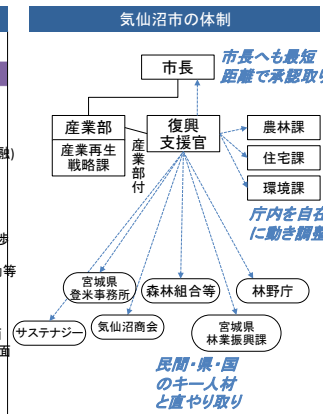 気仙沼市の体制
市長
市長へも最短
距離で承認取り
産業部
産業再生
戦略課
産業部付
復興
支援官
農林課
住宅課
環境課
庁内を自在
に動き調整
融)
歩
等
面
宮城県
登米事務所
森林組合等
林野庁
サステナジー
気仙沼商会
宮城県
林業振興課
民間・県・国
のキー人材
と直やり取り